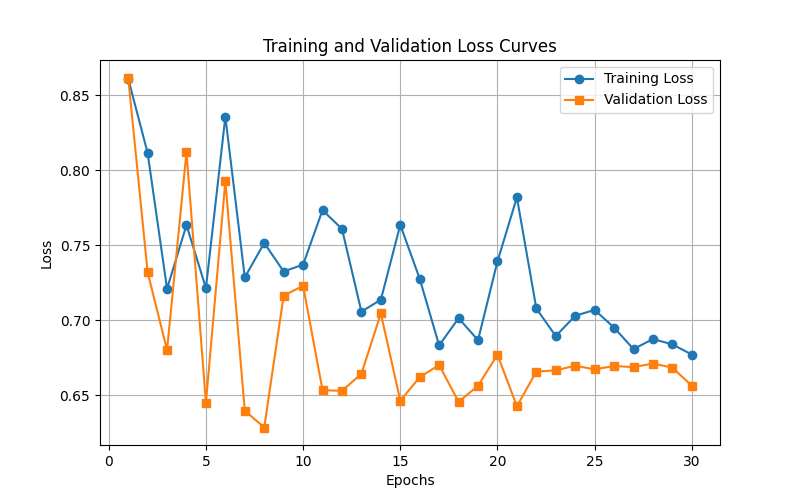 Training and Validation Loss Curves
Training Loss
Validation Loss
0.85
0.80
0.75
0.70
0.65
Loss
0 5 10 15 20 25 30
Epochs